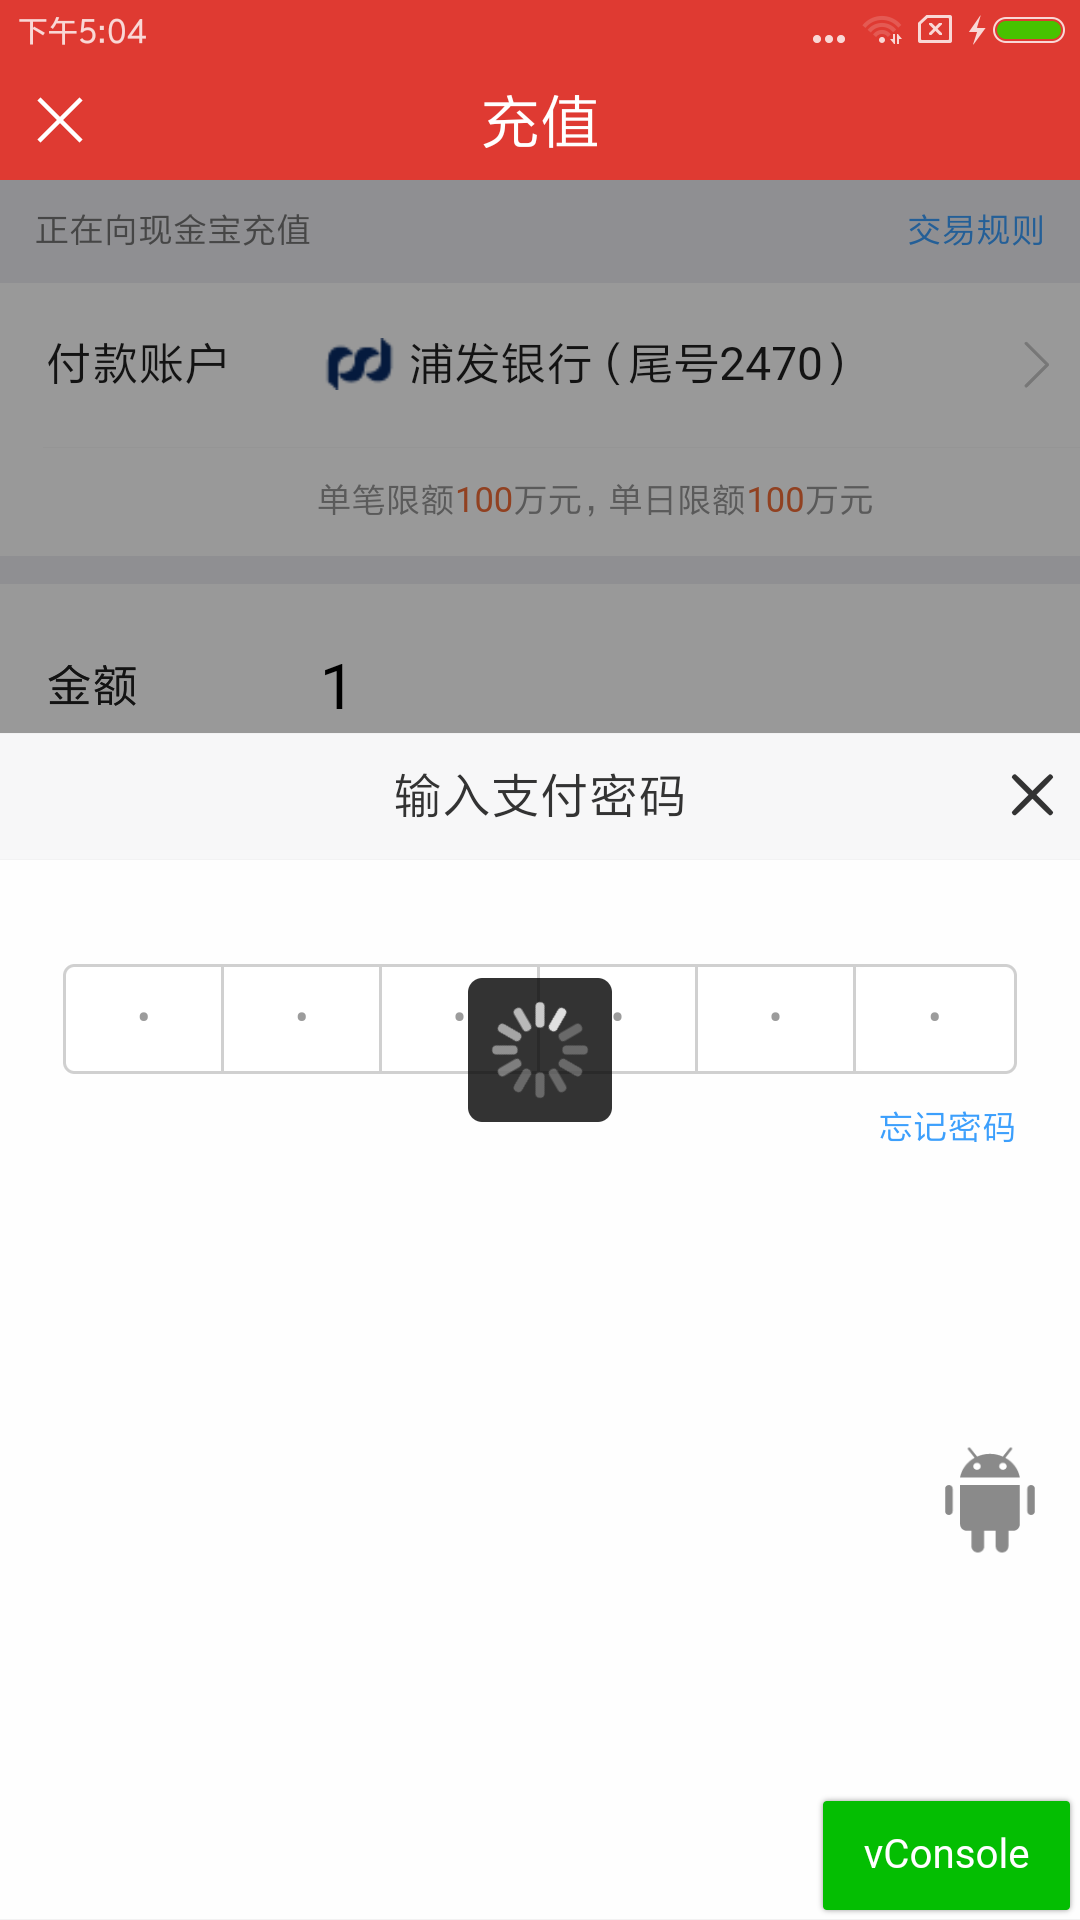 下午5:04
充值
正在向现金宝充值 交易规则
付款账户 浦发银行（尾号2470）
单笔限额100万元，单日限额100万元
金额 1
输入支付密码
忘记密码
vConsole